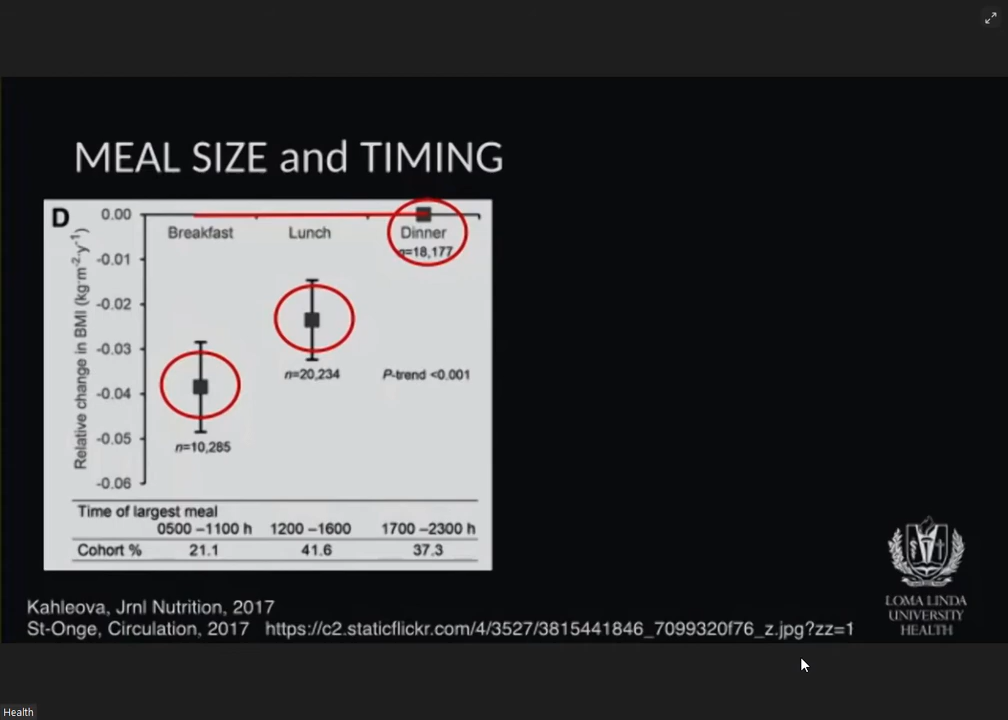 MEAL SIZE and TIMING
D
Relative change in BMI (kg·m⁻²·y⁻¹)
0.00
-0.01
-0.02
-0.03
-0.04
-0.05
-0.06
Breakfast
Lunch
Dinner
n=18,177
n=20,234
P-trend <0.001
n=10,285
Time of largest meal
0500 –1100 h 1200 –1600 1700 –2300 h
Cohort % 21.1 41.6 37.3
Kahleova, Jrnl Nutrition, 2017
St-Onge, Circulation, 2017 https://c2.staticflickr.com/4/3527/3815441846_7099320f76_z.jpg?zz=1
LOMA LINDA
UNIVERSITY
HEALTH
Health